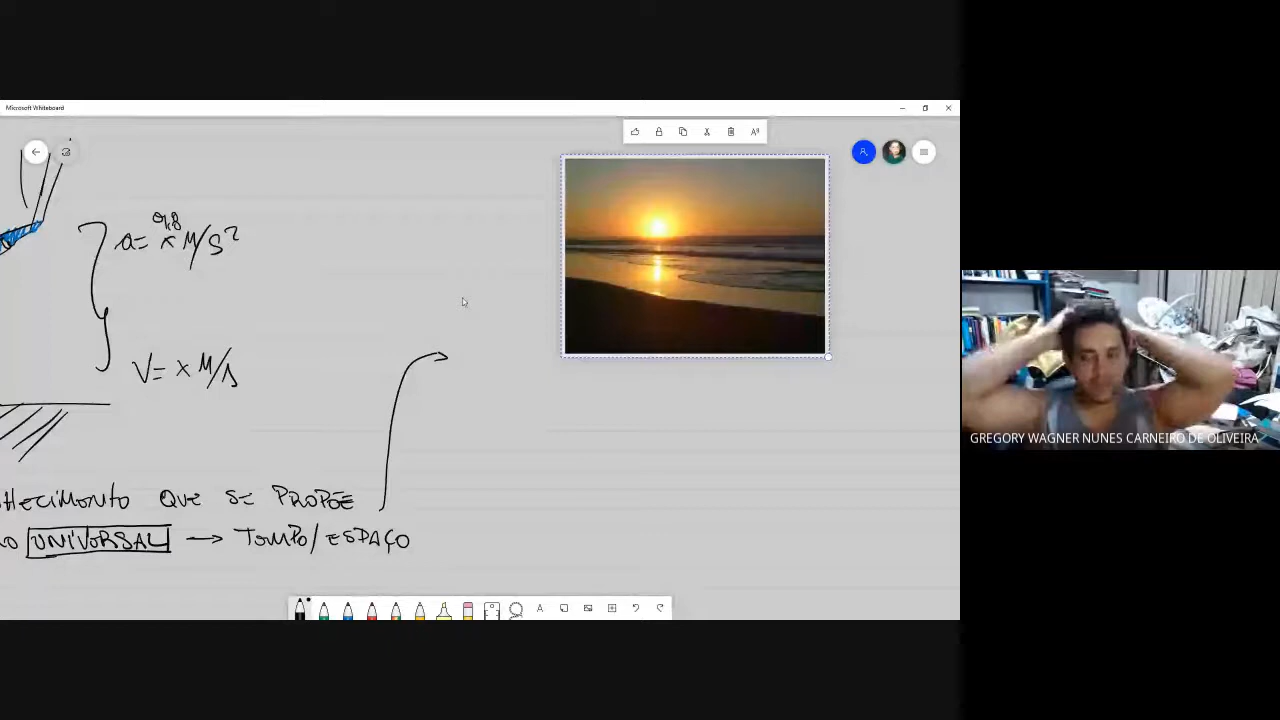 Microsoft Whiteboard
9,8
a= x M/S²
V= x M/s
HECIMENTO QUE SE PROPÕE
UNIVERSAL → TEMPO/ESPAÇO
GREGORY WAGNER NUNES CARNEIRO DE OLIVEIRA